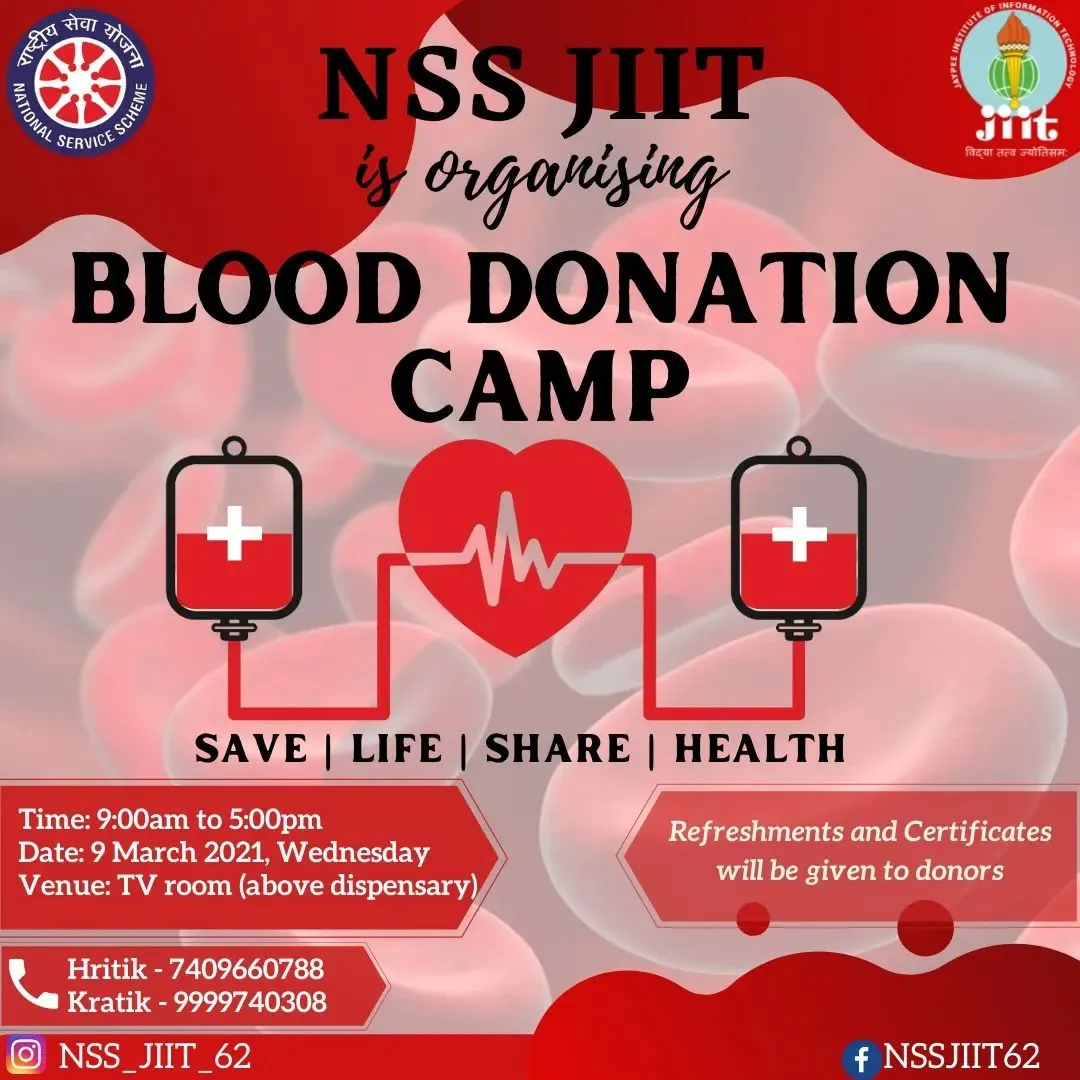 राष्ट्रीय सेवा योजना
NATIONAL SERVICE SCHEME
JAYPEE INSTITUTE OF INFORMATION TECHNOLOGY
jiit
विद्या तत्व ज्योतिसम:
NSS JIIT
is organising
BLOOD DONATION
CAMP
SAVE | LIFE | SHARE | HEALTH
Time: 9:00am to 5:00pm
Date: 9 March 2021, Wednesday
Venue: TV room (above dispensary)
Refreshments and Certificates
will be given to donors
Hritik - 7409660788
Kratik - 9999740308
NSS_JIIT_62
NSSJIIT62